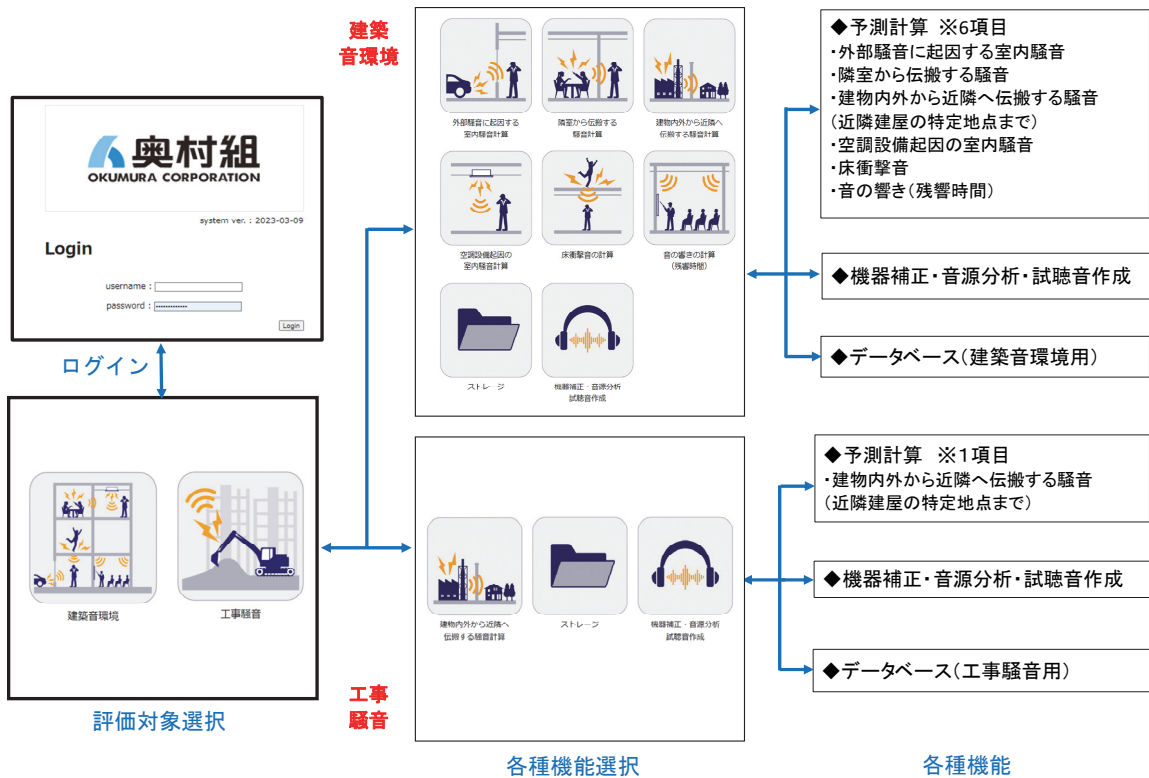 奥村組
OKUMURA CORPORATION
system ver. : 2023-03-09
Login
username :
password :
Login
ログイン
建築音環境
工事騒音
評価対象選択
建築
音環境
外部騒音に起因する
室内騒音計算
隣室から伝搬する
騒音計算
建物内外から近隣へ
伝搬する騒音計算
空調設備起因の
室内騒音計算
床衝撃音の計算
音の響きの計算
(残響時間)
ストレージ
機器補正・音源分析
試聴音作成
工事
騒音
建物内外から近隣へ
伝搬する騒音計算
ストレージ
機器補正・音源分析
試聴音作成
各種機能選択
◆予測計算 ※6項目
・外部騒音に起因する室内騒音
・隣室から伝搬する騒音
・建物内外から近隣へ伝搬する騒音
(近隣建屋の特定地点まで)
・空調設備起因の室内騒音
・床衝撃音
・音の響き(残響時間)
◆機器補正・音源分析・試聴音作成
◆データベース(建築音環境用)
◆予測計算 ※1項目
・建物内外から近隣へ伝搬する騒音
(近隣建屋の特定地点まで)
◆機器補正・音源分析・試聴音作成
◆データベース(工事騒音用)
各種機能